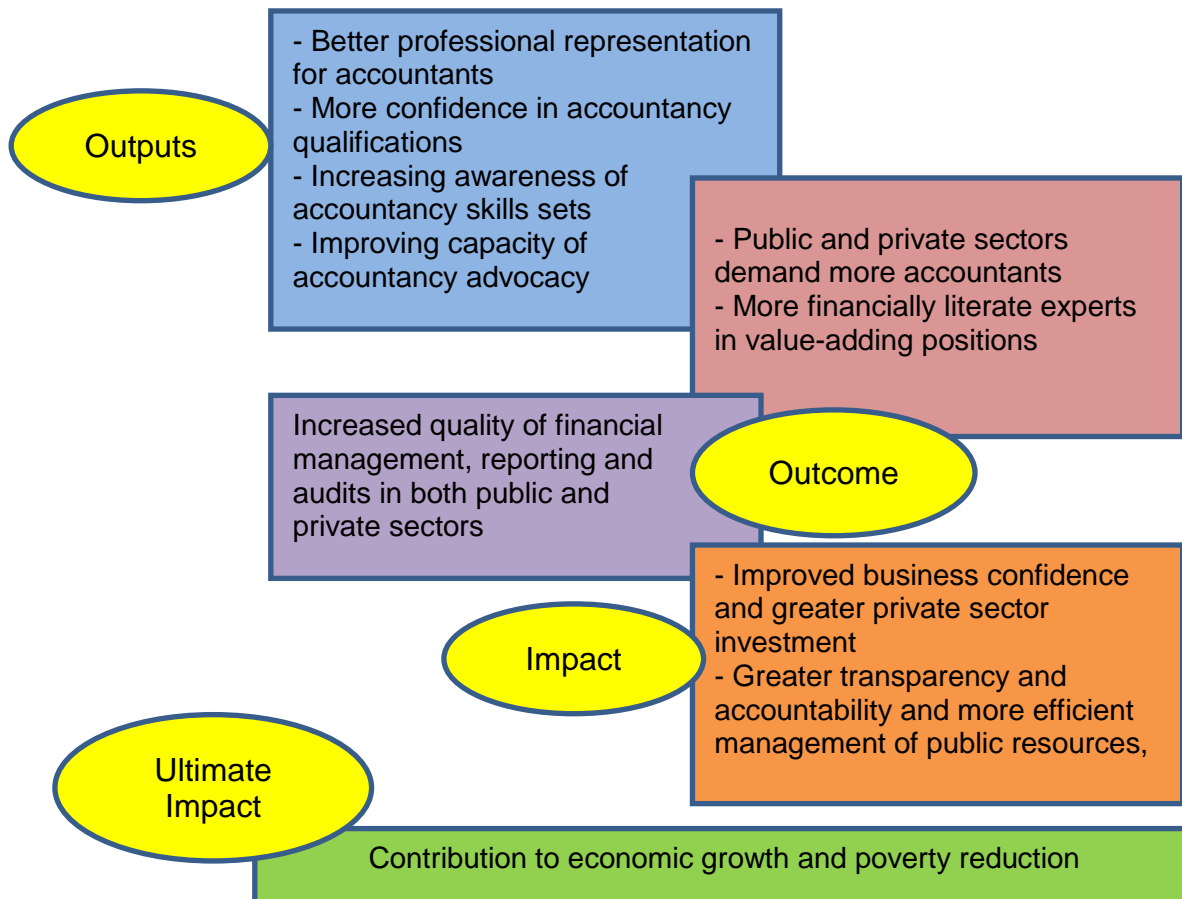 - Better professional representation
for accountants
- More confidence in accountancy
qualifications
- Increasing awareness of
accountancy skills sets
- Improving capacity of
accountancy advocacy
Outputs
- Public and private sectors
demand more accountants
- More financially literate experts
in value-adding positions
Increased quality of financial
management, reporting and
audits in both public and
private sectors
Outcome
- Improved business confidence
and greater private sector
investment
- Greater transparency and
accountability and more efficient
management of public resources,
Impact
Ultimate
Impact
Contribution to economic growth and poverty reduction